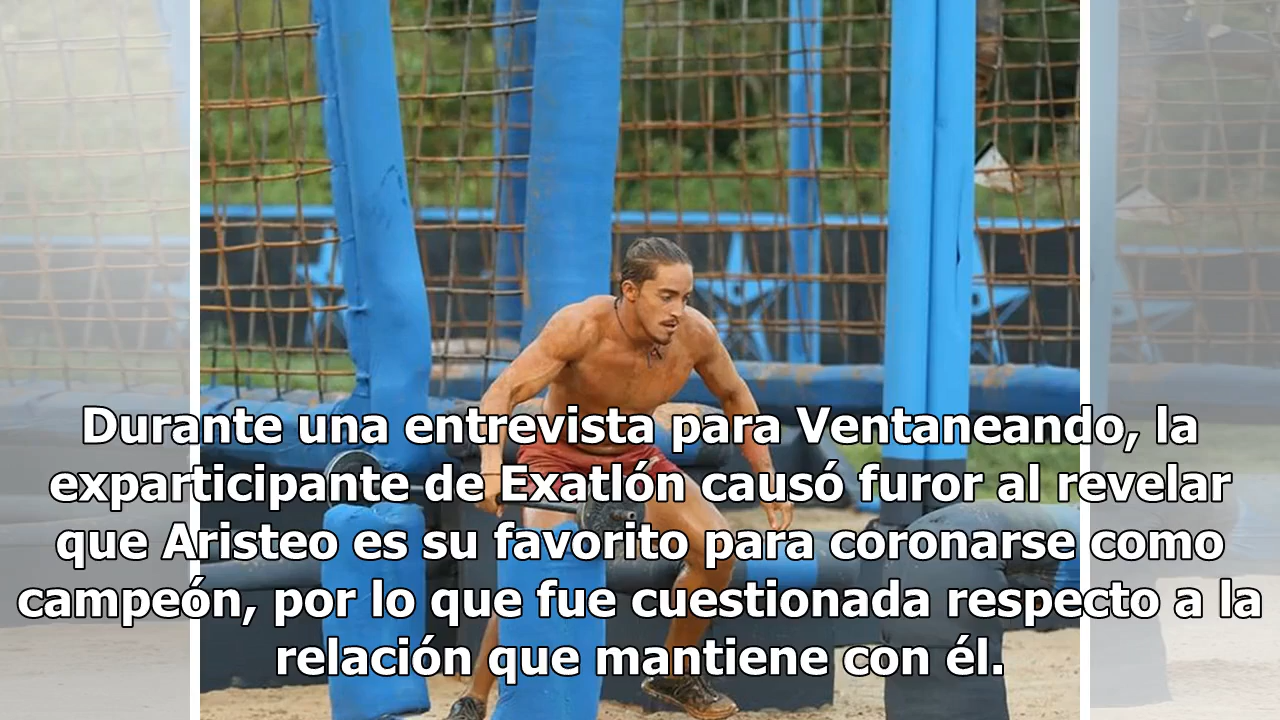 Durante una entrevista para Ventaneando, la
exparticipante de Exatlón causó furor al revelar
que Aristeo es su favorito para coronarse como
campeón, por lo que fue cuestionada respecto a la
relación que mantiene con él.